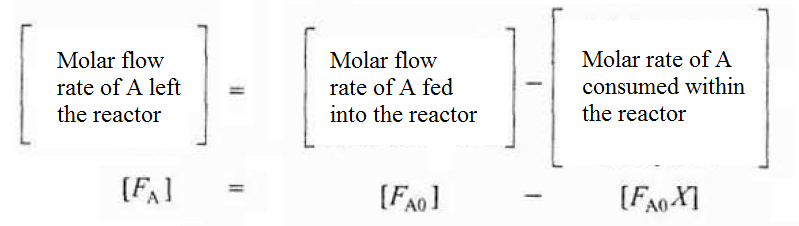 Molar flow
rate of A left
the reactor
=
Molar flow
rate of A fed
into the reactor
−
Molar rate of A
consumed within
the reactor
[F_A] = [F_A0] − [F_A0 X]